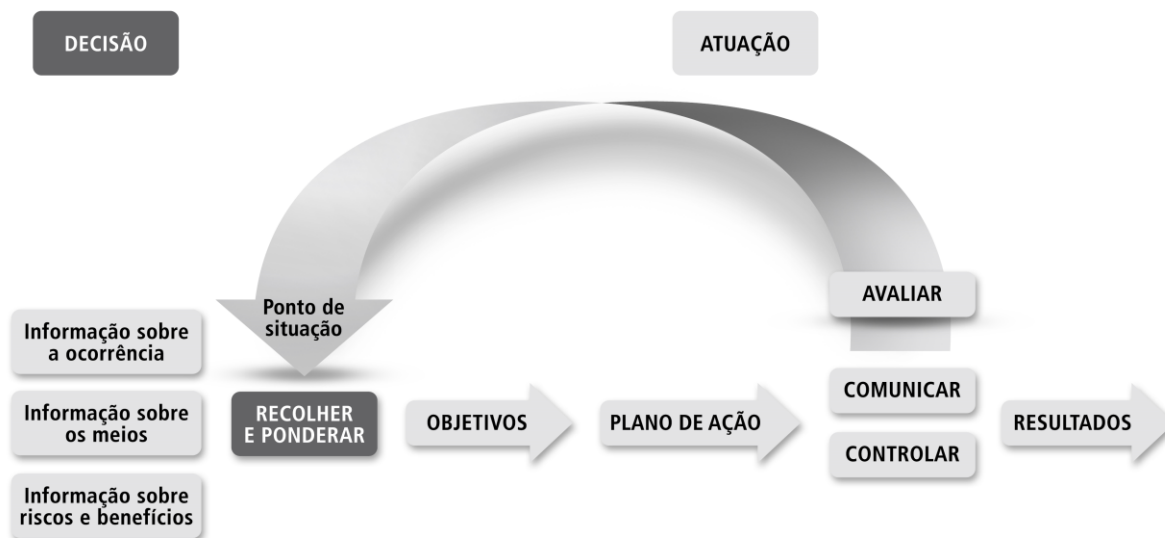 DECISÃO
ATUAÇÃO
Ponto de
situação
Informação sobre
a ocorrência
Informação sobre
os meios
Informação sobre
riscos e benefícios
RECOLHER
E PONDERAR
OBJETIVOS
PLANO DE AÇÃO
AVALIAR
COMUNICAR
CONTROLAR
RESULTADOS